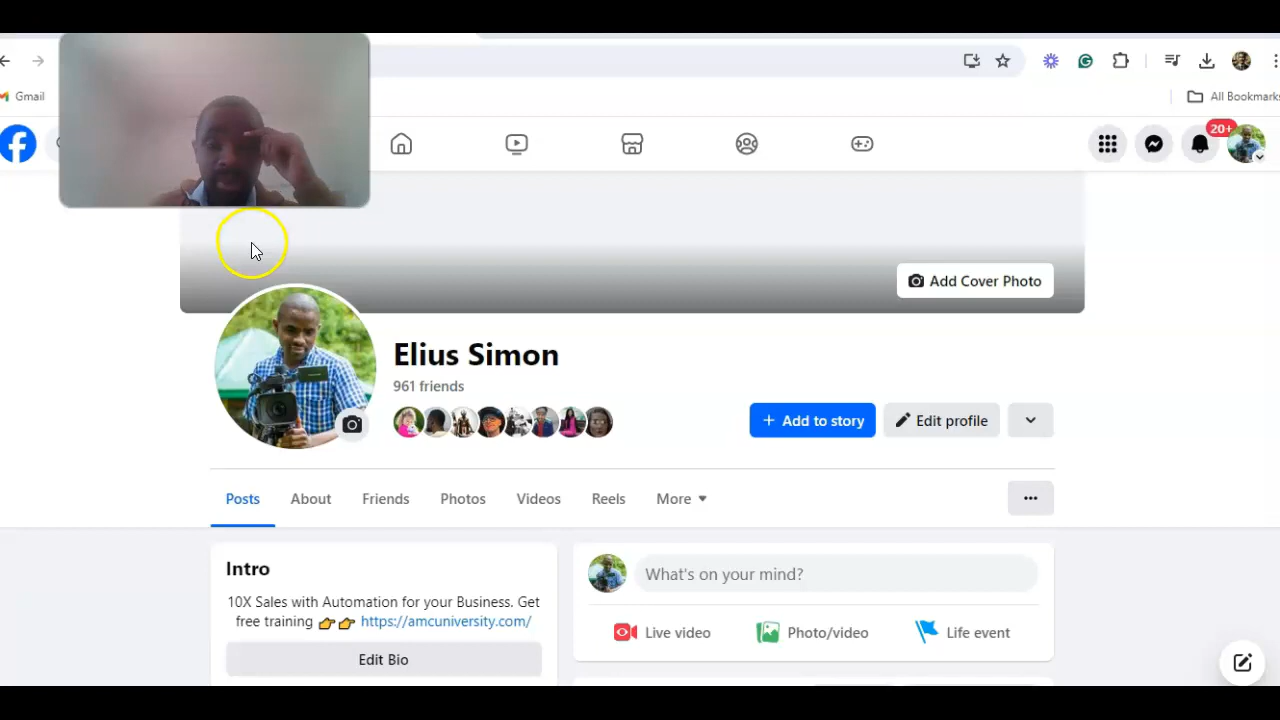 Gmail
All Bookmarks
20+
Add Cover Photo
Elius Simon
961 friends
+ Add to story
Edit profile
Posts
About
Friends
Photos
Videos
Reels
More
Intro
10X Sales with Automation for your Business. Get
free training 👉👉 https://amcuniversity.com/
Edit Bio
What's on your mind?
Live video
Photo/video
Life event